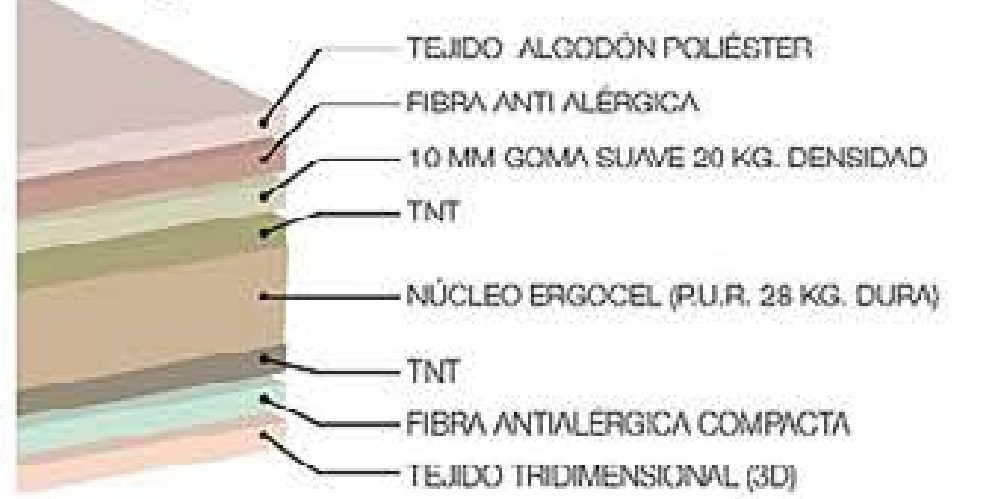 TEJIDO ALGODÓN POLIÉSTER
FIBRA ANTI ALÉRGICA
10 MM GOMA SUAVE 20 KG. DENSIDAD
TNT
NÚCLEO ERGOCEL (P.U.R. 28 KG. DURA)
TNT
FIBRA ANTIALÉRGICA COMPACTA
TEJIDO TRIDIMENSIONAL (3D)